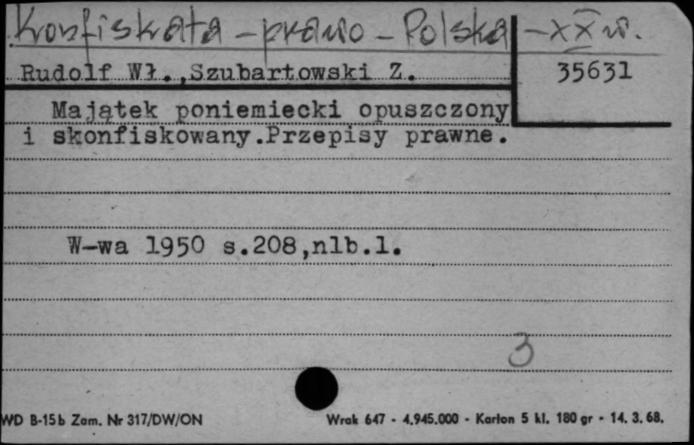 Konfiskata - prawo - Polska - XX w.
Rudolf Wł.,Szubartowski Z. 35631
Majątek poniemiecki opuszczony
i skonfiskowany.Przepisy prawne.
W-wa 1950 s.208,nlb.1.
3
WD B-15b Zam. Nr 317/DW/ON Wrak 647 - 4.945.000 - Karton 5 kl. 180 gr - 14. 3. 68.